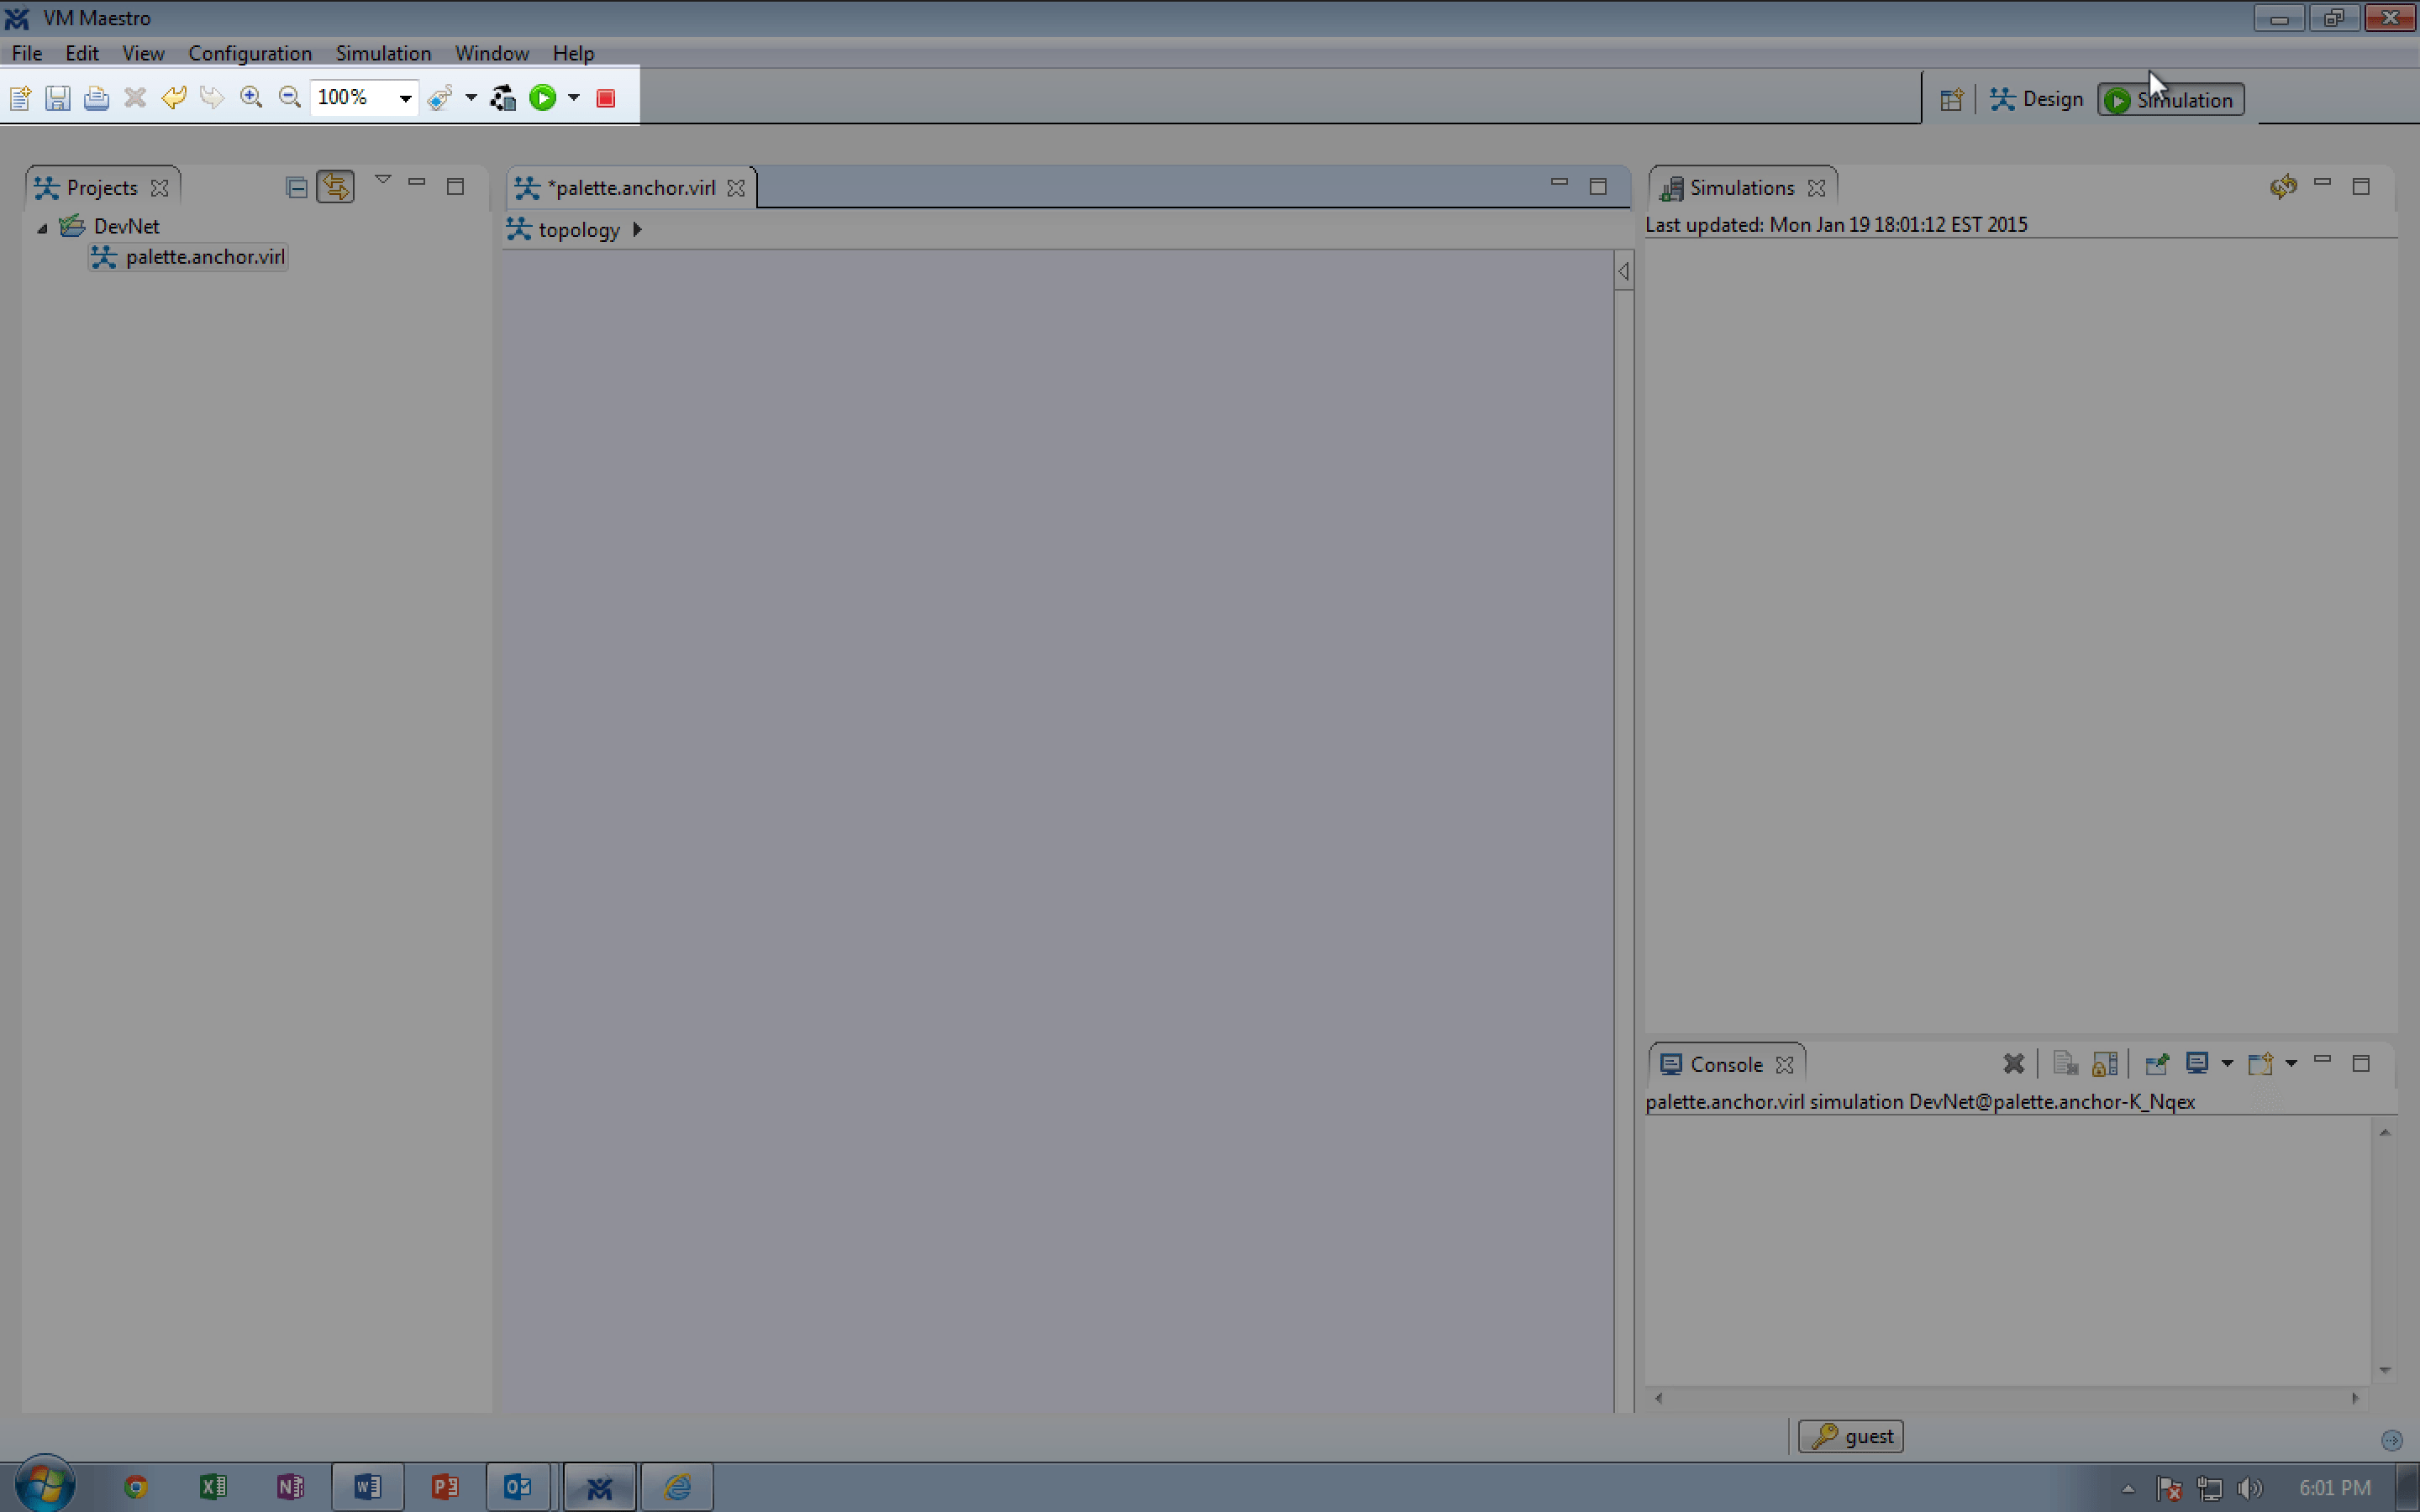 VM Maestro
File Edit View Configuration Simulation Window Help
100%
Design Simulation
Projects
DevNet
palette.anchor.virl
*palette.anchor.virl
topology
Simulations
Last updated: Mon Jan 19 18:01:12 EST 2015
Console
palette.anchor.virl simulation DevNet@palette.anchor-K_Nqex
guest
6:01 PM